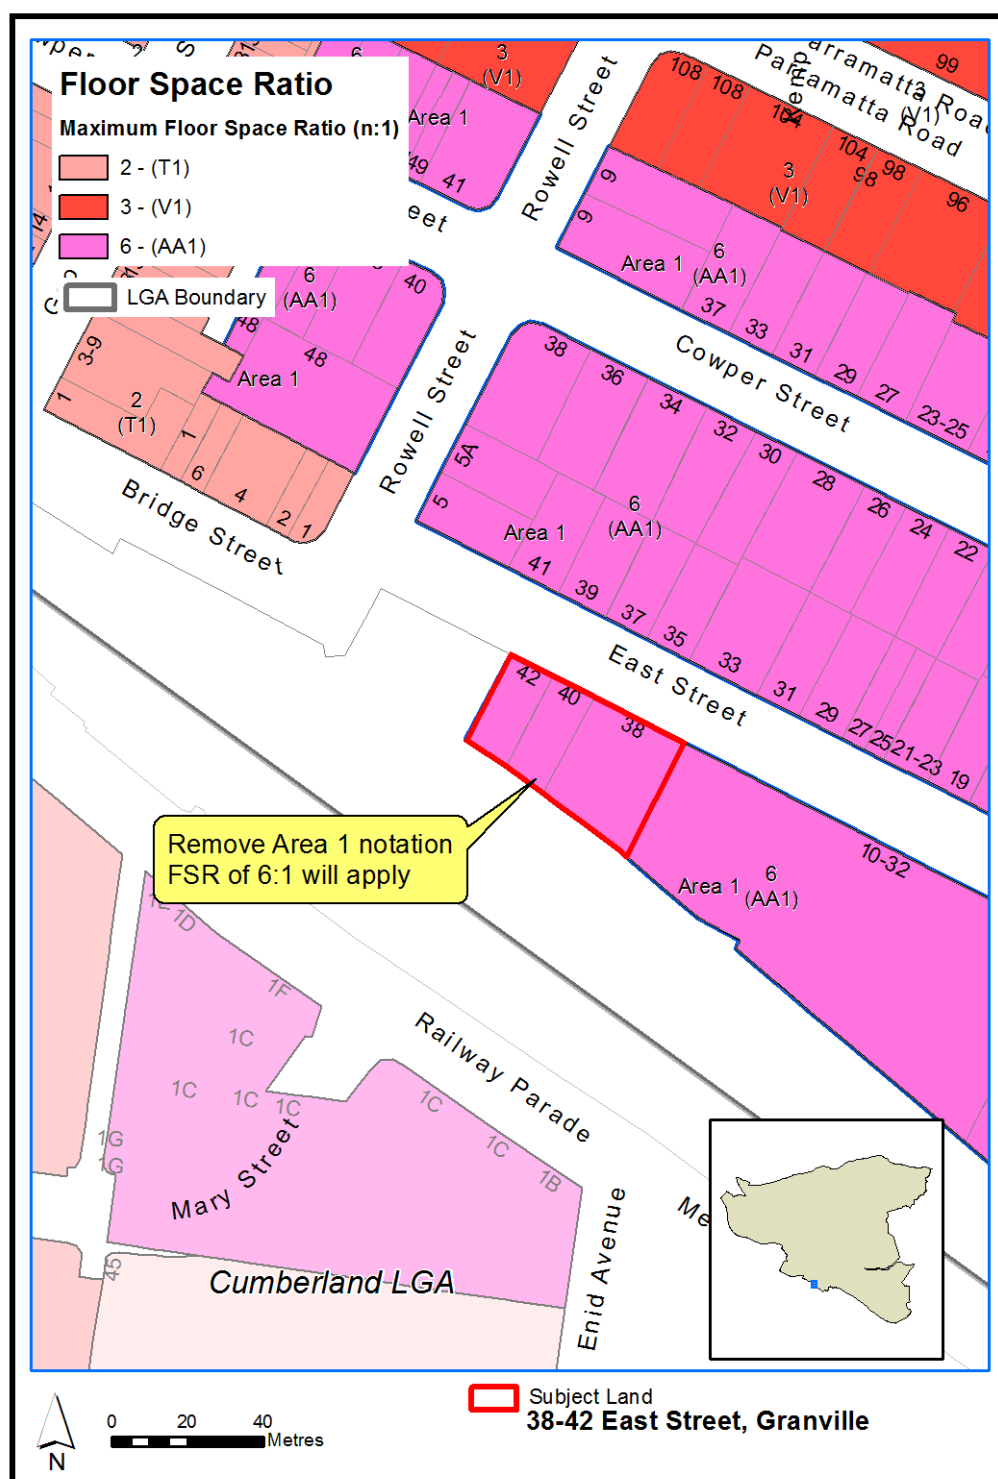 Floor Space Ratio
Maximum Floor Space Ratio (n:1)
2 - (T1)
3 - (V1)
6 - (AA1)
LGA Boundary
6
3
(V1)
Area 1
49
41
Rowell Street
108
108
104
104
98
98
96
99
3
(V1)
Parramatta Road
3
(V1)
9
9
Area 1
6
(AA1)
37
33
31
29
27
23-25
Cowper Street
14
6
(AA1)
40
48
48
Area 1
3-9
1
2
(T1)
1
6
4
2
1
Bridge Street
Rowell Street
38
36
34
32
30
28
26
24
22
5A
5
Area 1
6
(AA1)
41
39
37
35
33
31
29
27
25
21-23
19
East Street
42
40
38
Remove Area 1 notation
FSR of 6:1 will apply
10-32
Area 1
6
(AA1)
1D
1F
1C
1C
1C
1C
1C
1C
1B
1G
1G
Railway Parade
Mary Street
45
Cumberland LGA
Enid Avenue
Me
N
0 20 40
Metres
Subject Land
38-42 East Street, Granville